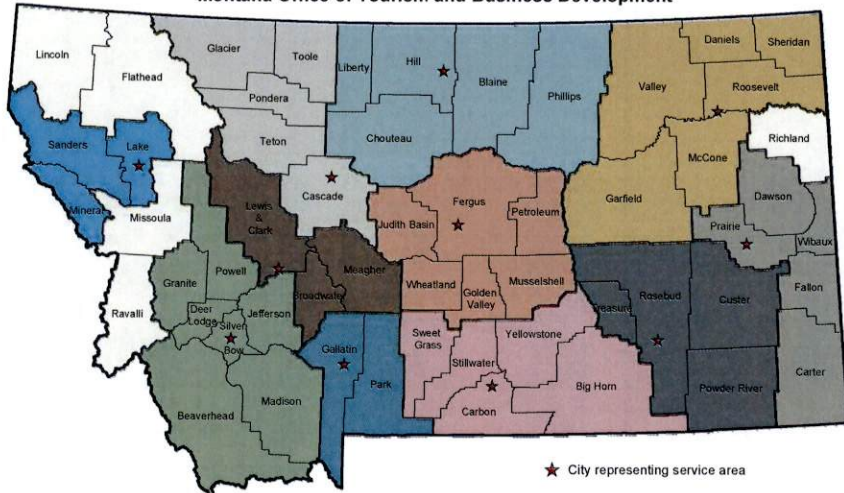 Montana Office of Tourism and Business Development
Lincoln
Flathead
Glacier
Toole
Liberty
Hill
Blaine
Phillips
Valley
Daniels
Sheridan
Roosevelt
Pondera
Teton
Chouteau
Sanders
Lake
Mineral
Missoula
Lewis
&
Clark
Cascade
Judith Basin
Fergus
Petroleum
Garfield
McCone
Richland
Dawson
Prairie
Wibaux
Powell
Granite
Meagher
Broadwater
Wheatland
Golden
Valley
Musselshell
Treasure
Rosebud
Custer
Fallon
Ravalli
Deer
Lodge
Silver
Bow
Jefferson
Gallatin
Park
Sweet
Grass
Stillwater
Yellowstone
Carbon
Big Horn
Powder River
Carter
Beaverhead
Madison
City representing service area